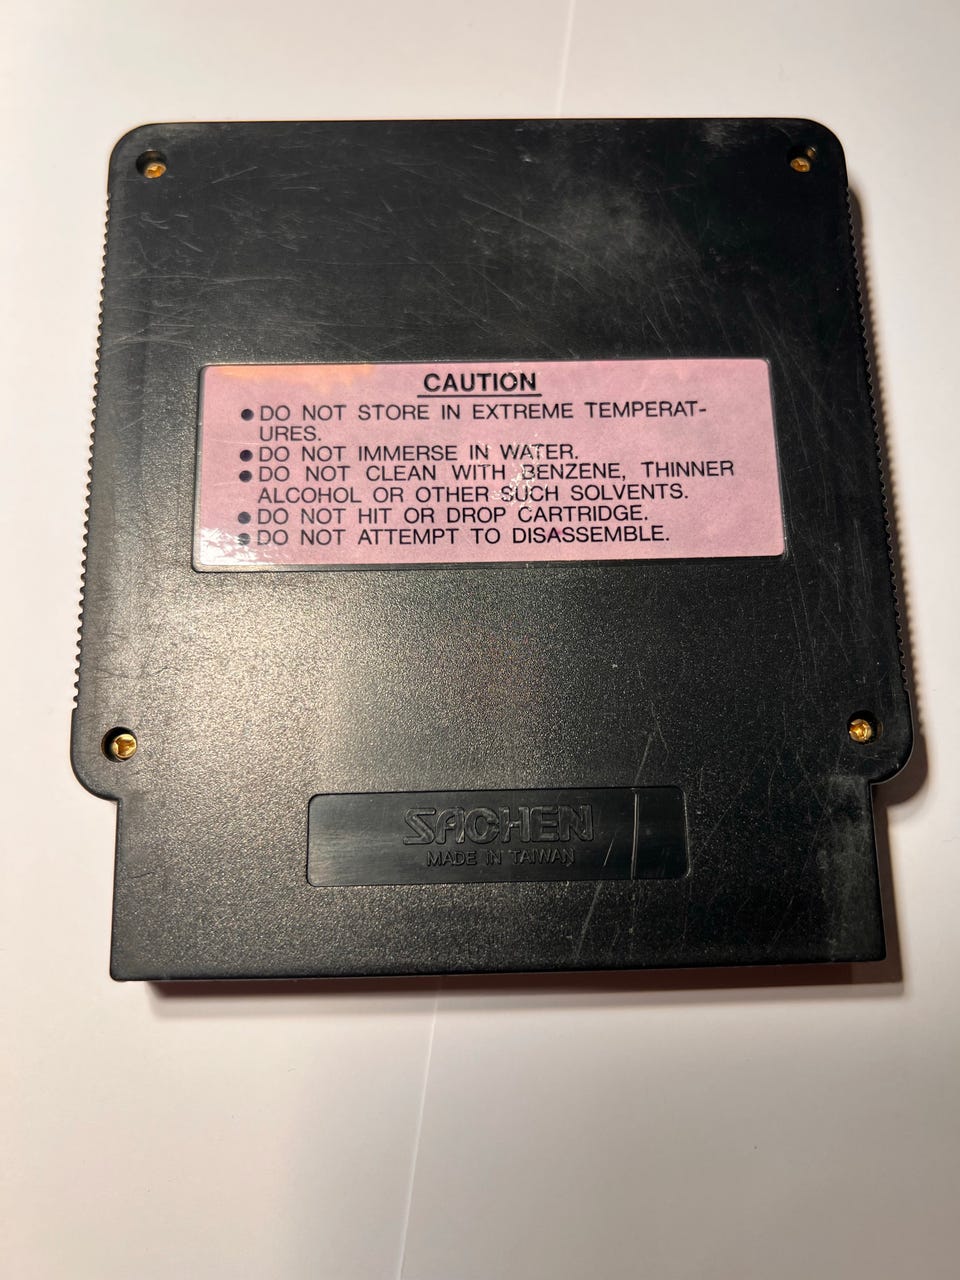 CAUTION
● DO NOT STORE IN EXTREME TEMPERAT-
URES.
● DO NOT IMMERSE IN WATER.
● DO NOT CLEAN WITH BENZENE, THINNER
ALCOHOL OR OTHER SUCH SOLVENTS.
● DO NOT HIT OR DROP CARTRIDGE.
● DO NOT ATTEMPT TO DISASSEMBLE.
SACHEN
MADE IN TAIWAN